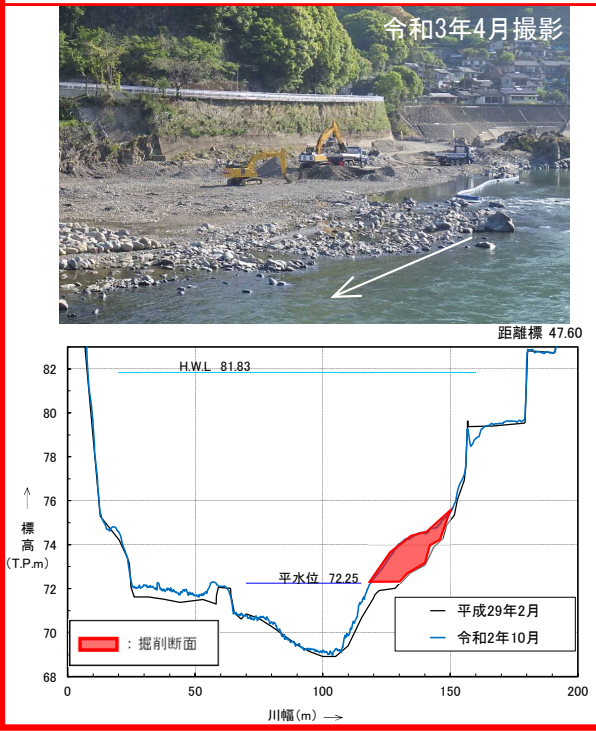 令和3年4月撮影
距離標 47.60
H.W.L 81.83
平水位 72.25
82
80
78
76
74
72
70
68
→
標
高
(T.P.m)
0
50
100
150
200
川幅(m) →
：掘削断面
平成29年2月
令和2年10月